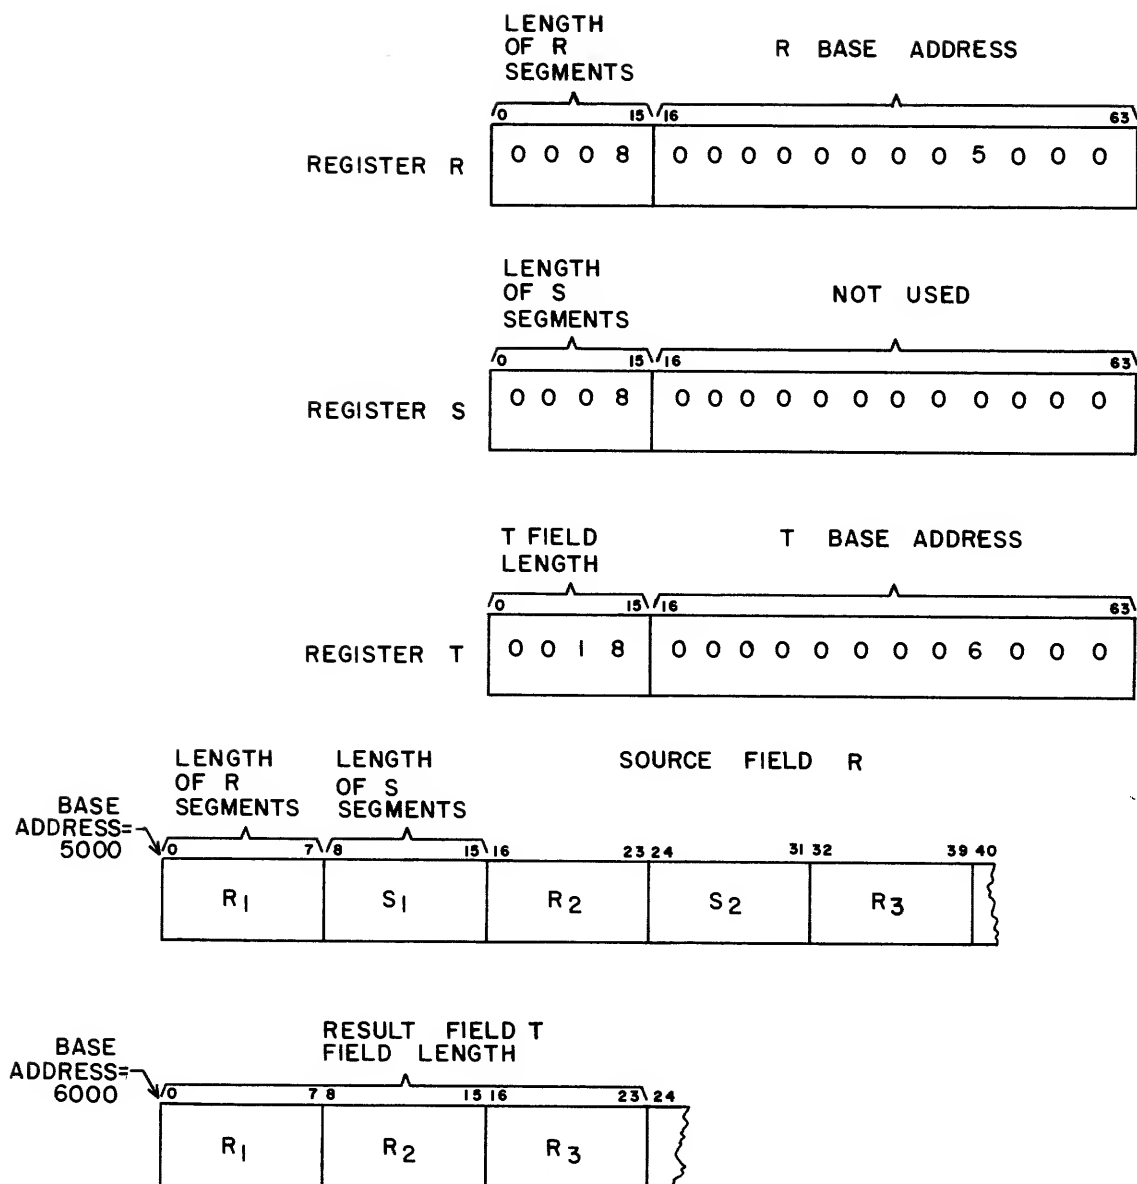 LENGTH
OF R
SEGMENTS
R BASE ADDRESS
0 15 16 63
REGISTER R
0 0 0 8 0 0 0 0 0 0 0 0 5 0 0 0
LENGTH
OF S
SEGMENTS
NOT USED
0 15 16 63
REGISTER S
0 0 0 8 0 0 0 0 0 0 0 0 0 0 0 0
T FIELD
LENGTH
T BASE ADDRESS
0 15 16 63
REGISTER T
0 0 1 8 0 0 0 0 0 0 0 0 6 0 0 0
LENGTH
OF R
SEGMENTS
LENGTH
OF S
SEGMENTS
SOURCE FIELD R
BASE
ADDRESS=
5000
0 7 8 15 16 23 24 31 32 39 40
R1 S1 R2 S2 R3
RESULT FIELD T
FIELD LENGTH
BASE
ADDRESS=
6000
0 7 8 15 16 23 24
R1 R2 R3